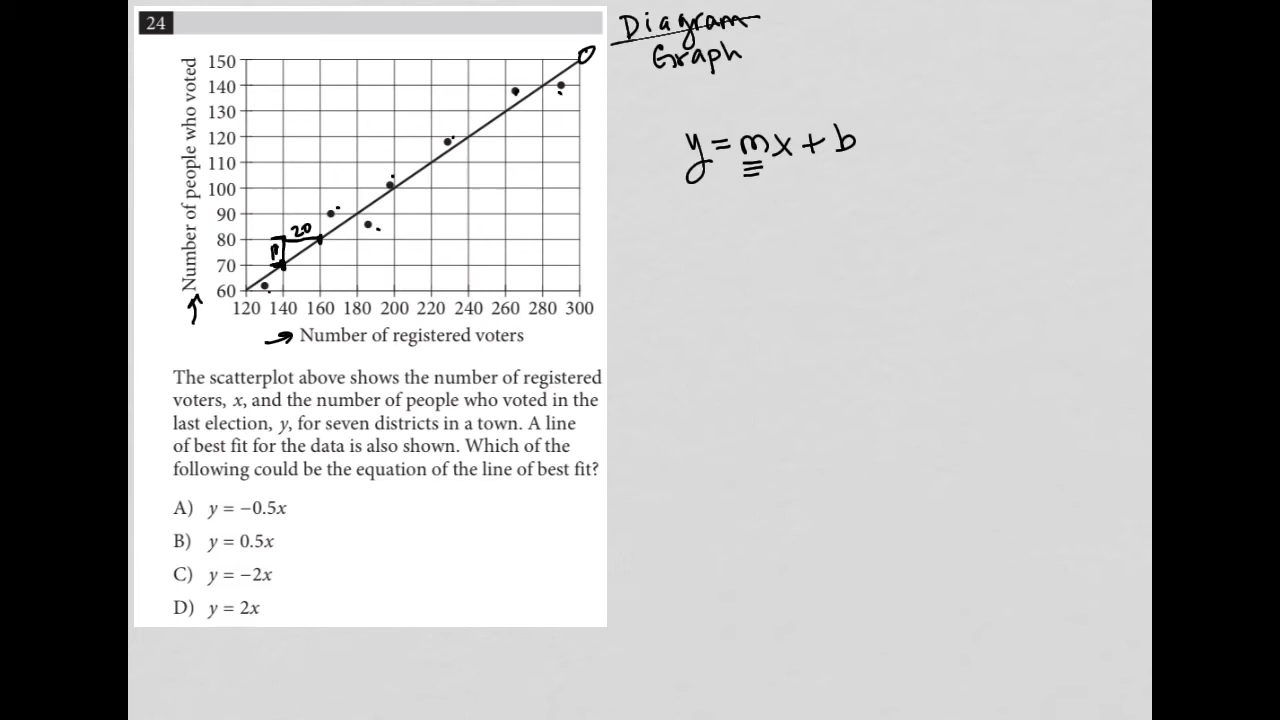 24
Diagram
Graph
y = mx + b
Number of people who voted
150
140
130
120
110
100
90
80
70
60
20
120 140 160 180 200 220 240 260 280 300
Number of registered voters
The scatterplot above shows the number of registered
voters, x, and the number of people who voted in the
last election, y, for seven districts in a town. A line
of best fit for the data is also shown. Which of the
following could be the equation of the line of best fit?
A) y = −0.5x
B) y = 0.5x
C) y = −2x
D) y = 2x